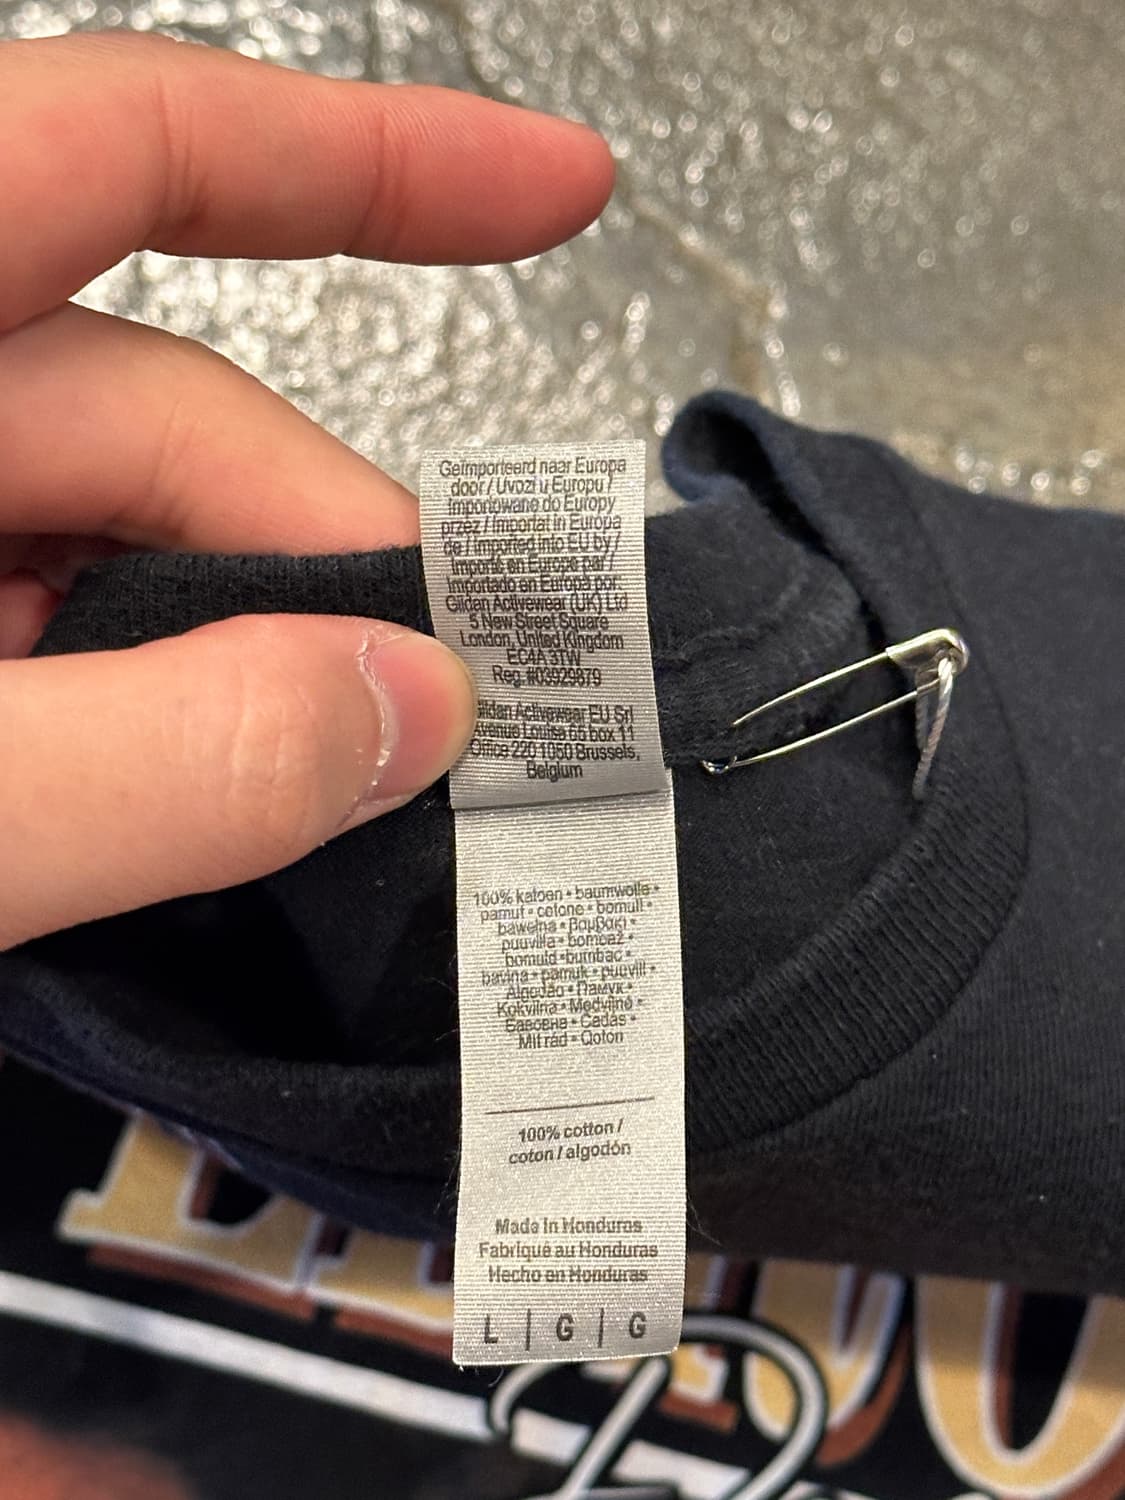 Geïmporteerd naar Europa
door / Uvozi u Europu /
Importowane do Europy
przez / Importat in Europa
de / Imported into EU by /
Importé en Europe par /
Importado en Europa por:
Gildan Activewear (UK) Ltd
5 New Street Square
London, United Kingdom
EC4A 3TW
Reg. #03929879
Gildan Activewear EU Srl
Avenue Louise 65 box 11
Office 220 1050 Brussels,
Belgium
100% katoen • baumwolle •
pamut • cotone • bomull •
bawełna • βαμβάκι •
puuvilla • bombaž •
bomuld • bumbac •
bavlna • pamuk • puuvill •
Algodão • Памук •
Kokvilna • Medvilnė •
Бавовна • Cadás •
Mitrad • Qoton
100% cotton /
coton / algodón
Made in Honduras
Fabriqué au Honduras
Hecho en Honduras
L | G | G